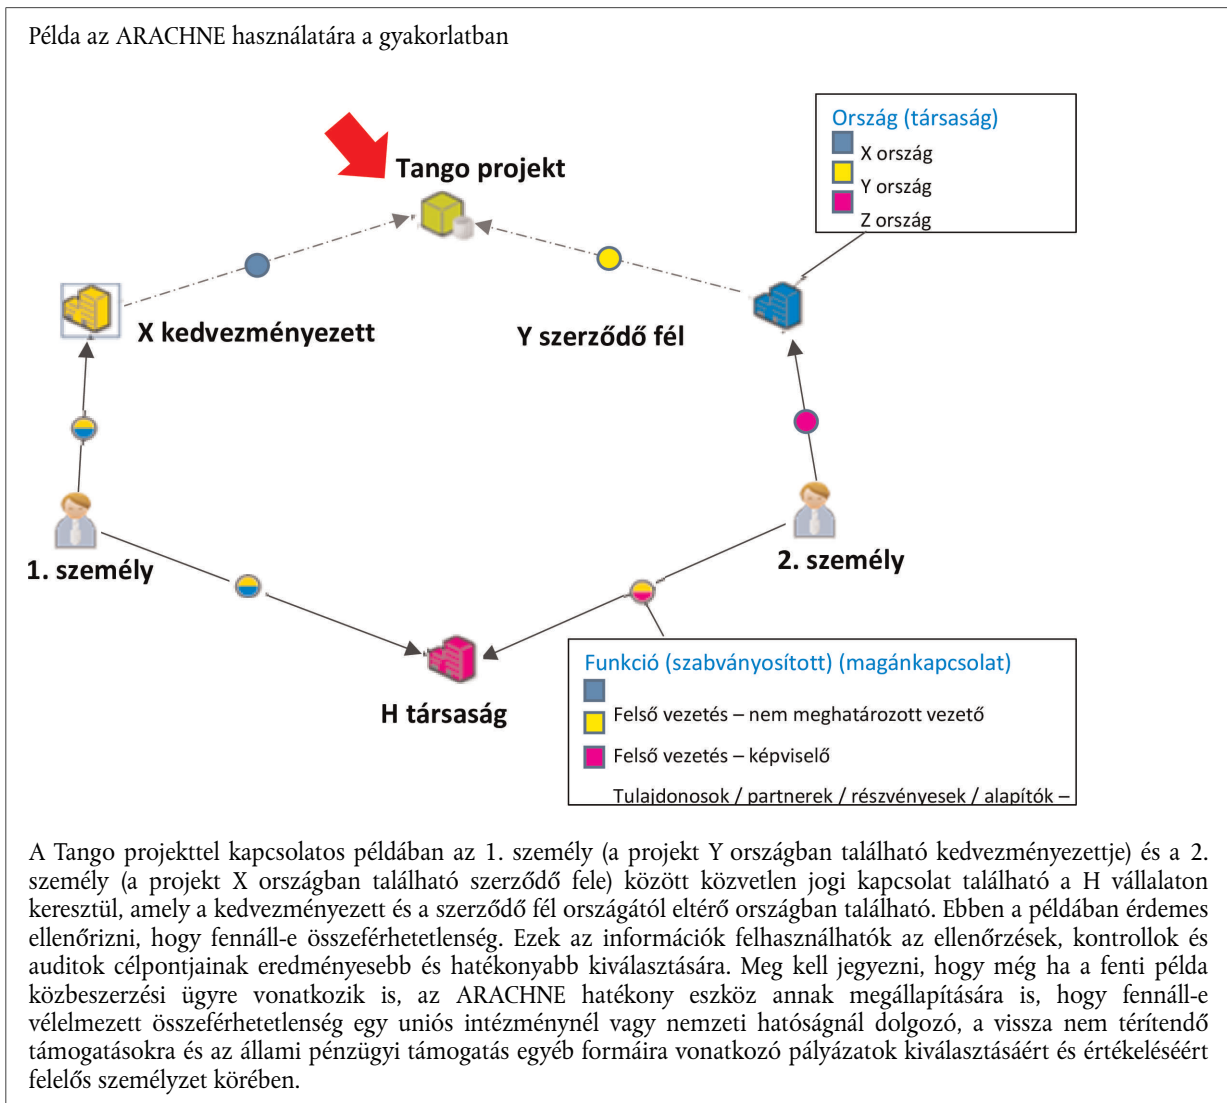 Példa az ARACHNE használatára a gyakorlatban
Ország (társaság)
X ország
Y ország
Z ország
Tango projekt
X kedvezményezett
Y szerződő fél
1. személy
2. személy
H társaság
Funkció (szabványosított) (magánkapcsolat)
Felső vezetés – nem meghatározott vezető
Felső vezetés – képviselő
Tulajdonosok / partnerek / részvényesek / alapítók –
A Tango projekttel kapcsolatos példában az 1. személy (a projekt Y országban található kedvezményezettje) és a 2.
személy (a projekt X országban található szerződő fele) között közvetlen jogi kapcsolat található a H vállalaton
keresztül, amely a kedvezményezett és a szerződő fél országától eltérő országban található. Ebben a példában érdemes
ellenőrizni, hogy fennáll-e összeférhetetlenség. Ezek az információk felhasználhatók az ellenőrzések, kontrollok és
auditok célpontjainak eredményesebb és hatékonyabb kiválasztására. Meg kell jegyezni, hogy még ha a fenti példa
közbeszerzési ügyre vonatkozik is, az ARACHNE hatékony eszköz annak megállapítására is, hogy fennáll-e
vélelmezett összeférhetetlenség egy uniós intézménynél vagy nemzeti hatóságnál dolgozó, a vissza nem térítendő
támogatásokra és az állami pénzügyi támogatás egyéb formáira vonatkozó pályázatok kiválasztásáért és értékeléséért
felelős személyzet körében.